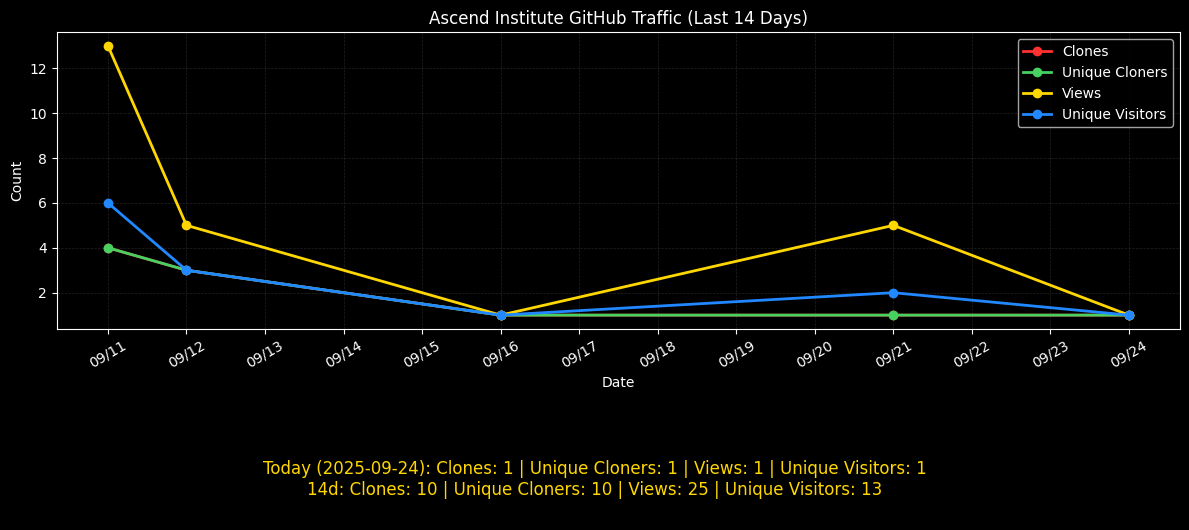 Ascend Institute GitHub Traffic (Last 14 Days)
Clones
Unique Cloners
Views
Unique Visitors
Count
12
10
8
6
4
2
09/11
09/12
09/13
09/14
09/15
09/16
09/17
09/18
09/19
09/20
09/21
09/22
09/23
09/24
Date
Today (2025-09-24): Clones: 1 | Unique Cloners: 1 | Views: 1 | Unique Visitors: 1
14d: Clones: 10 | Unique Cloners: 10 | Views: 25 | Unique Visitors: 13